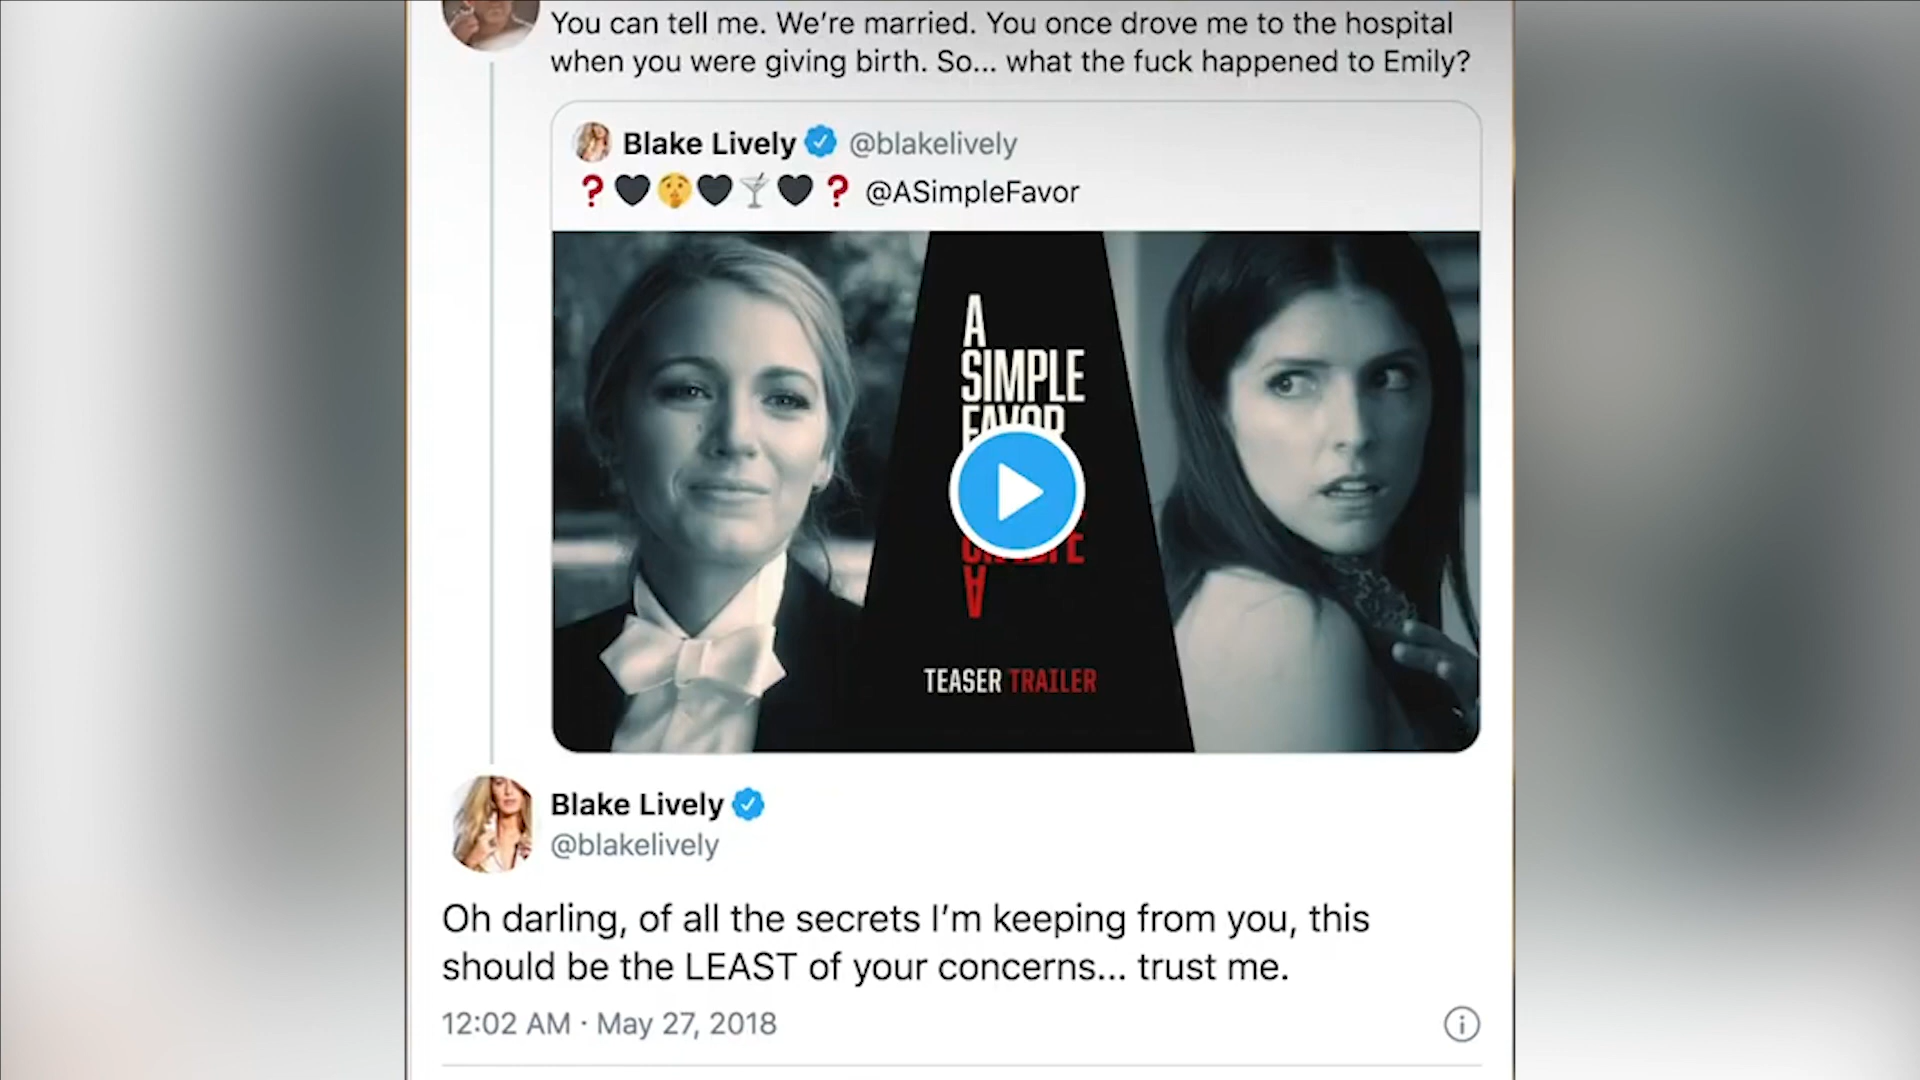 You can tell me. We’re married. You once drove me to the hospital
when you were giving birth. So... what the fuck happened to Emily?
Blake Lively @blakelively
❓🖤🤫🖤🍸🖤❓ @ASimpleFavor
A
SIMPLE
FAVOR
A
TEASER TRAILER
Blake Lively
@blakelively
Oh darling, of all the secrets I’m keeping from you, this
should be the LEAST of your concerns... trust me.
12:02 AM · May 27, 2018